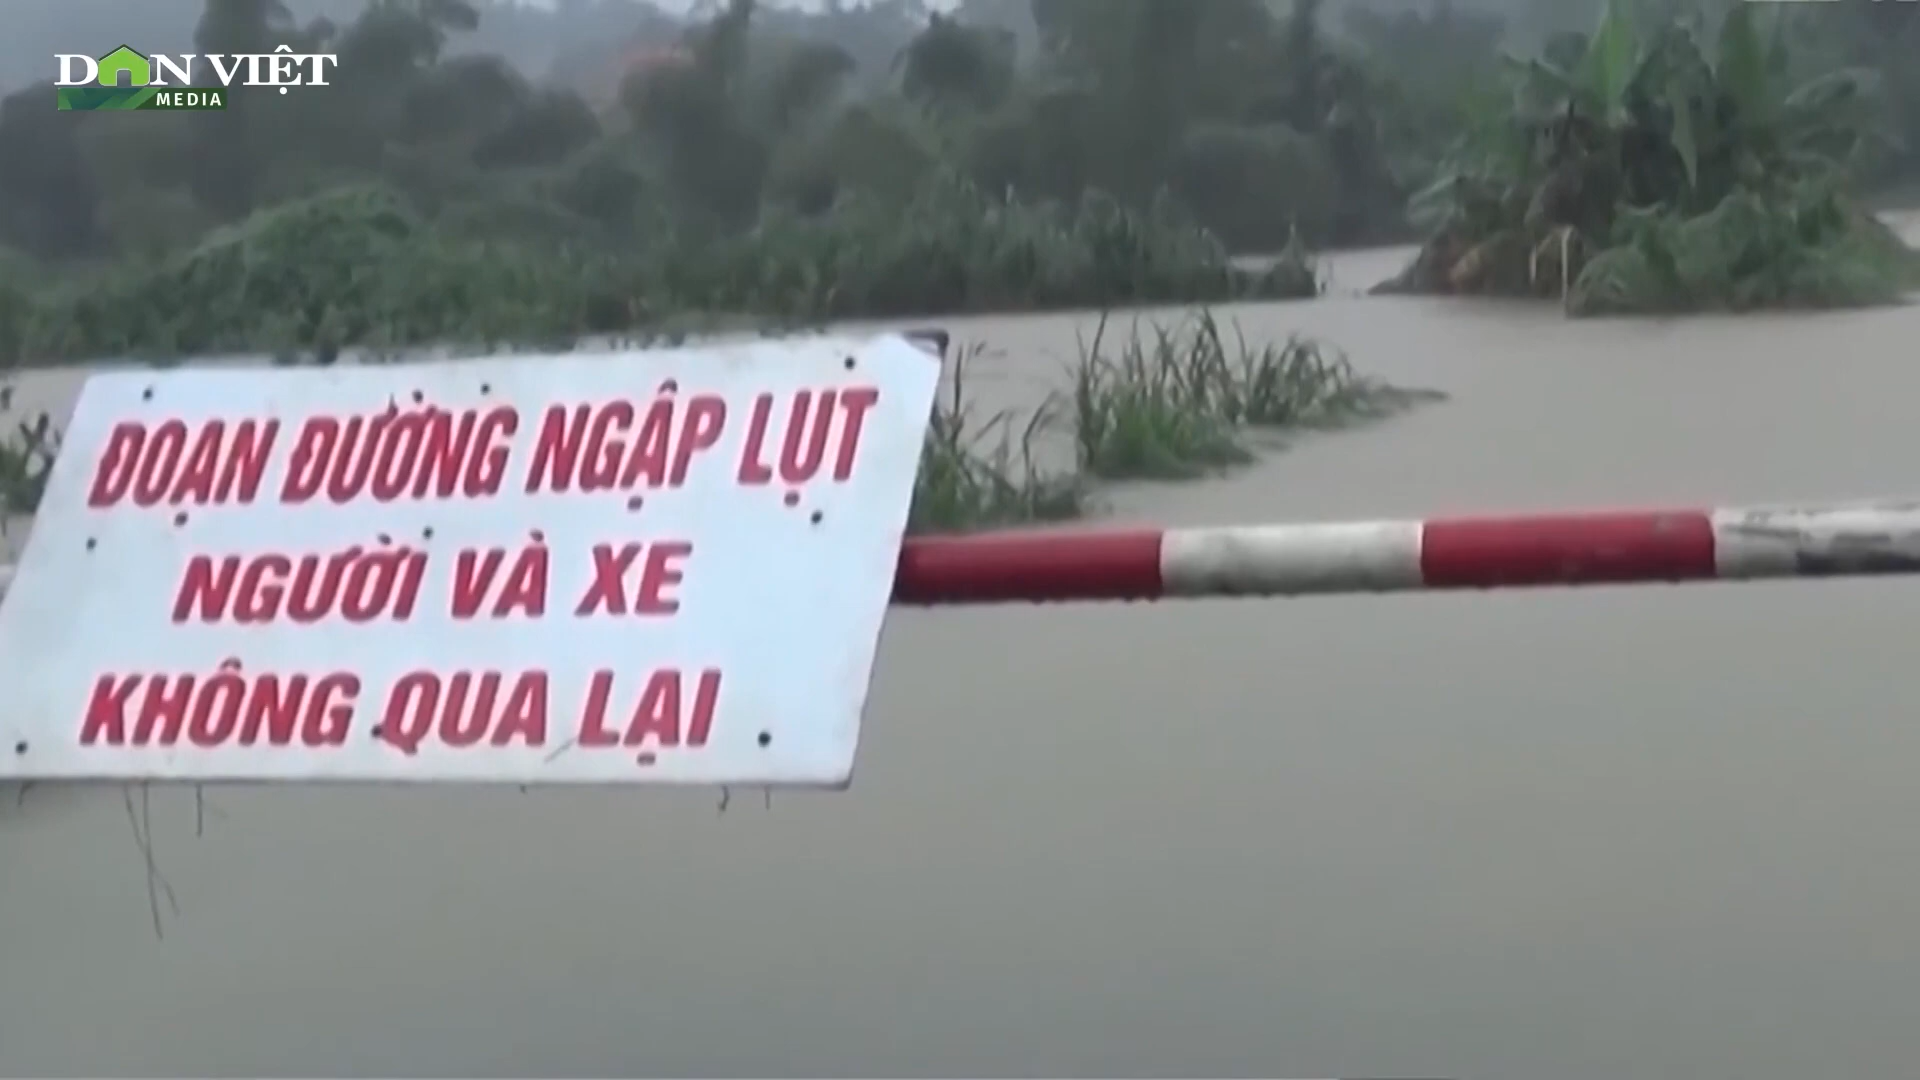 DÂN VIỆT
MEDIA
ĐOẠN ĐƯỜNG NGẬP LỤT
NGƯỜI VÀ XE
KHÔNG QUA LẠI